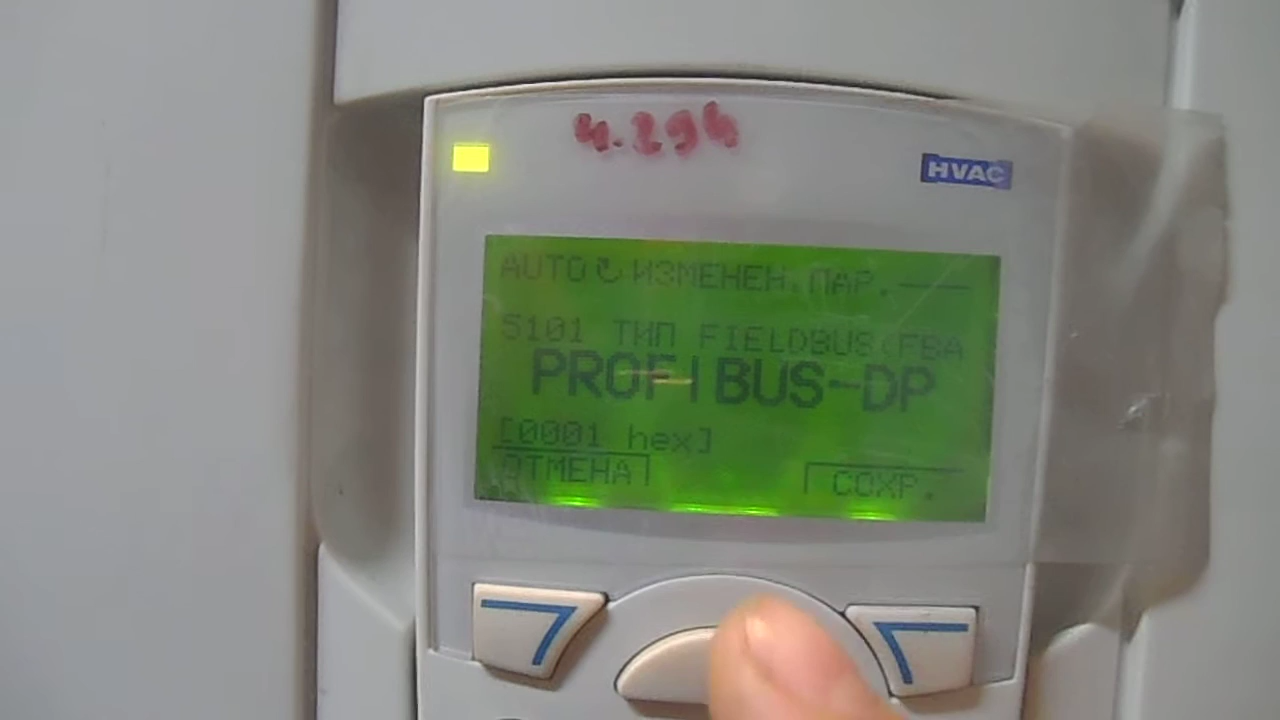 4.294
HVAC
AUTO ↻ ИЗМЕНЕН.ПАР.
5101 ТИП FIELDBUS FBA
PROFIBUS-DP
[0001 hex]
ОТМЕНА СОХР.